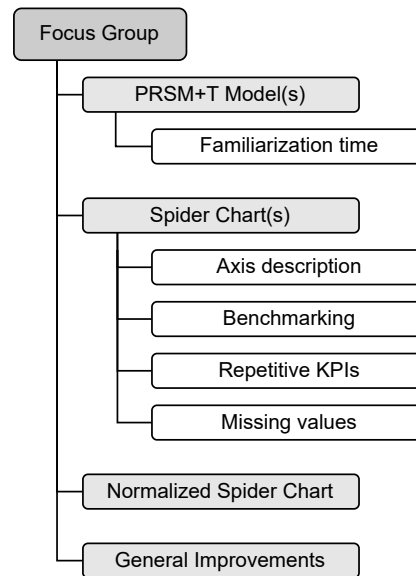 Focus Group
PRSM+T Model(s)
Familiarization time
Spider Chart(s)
Axis description
Benchmarking
Repetitive KPIs
Missing values
Normalized Spider Chart
General Improvements